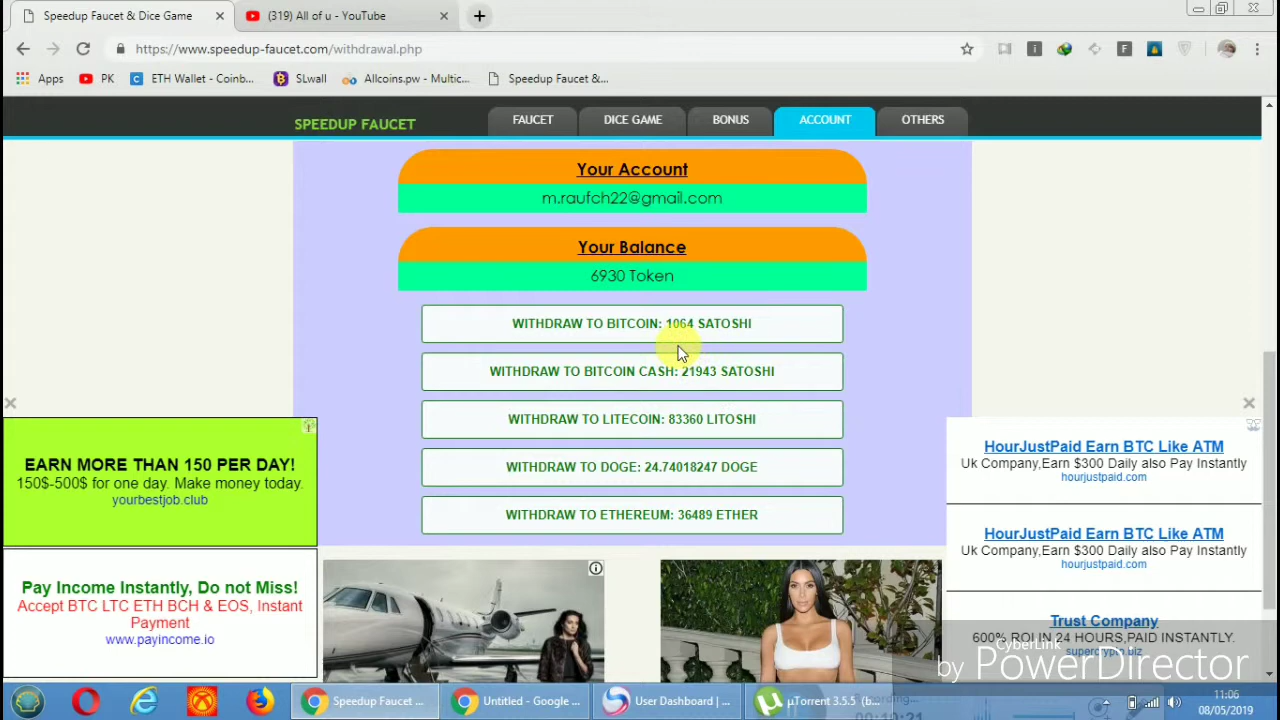 Speedup Faucet & Dice Game
(319) All of u - YouTube
https://www.speedup-faucet.com/withdrawal.php
Apps
PK
ETH Wallet - Coinb...
SLwall
Allcoins.pw - Multic...
Speedup Faucet &...
SPEEDUP FAUCET
FAUCET
DICE GAME
BONUS
ACCOUNT
OTHERS
Your Account
m.raufch22@gmail.com
Your Balance
6930 Token
WITHDRAW TO BITCOIN: 1064 SATOSHI
WITHDRAW TO BITCOIN CASH: 21943 SATOSHI
WITHDRAW TO LITECOIN: 83360 LITOSHI
WITHDRAW TO DOGE: 24.74018247 DOGE
WITHDRAW TO ETHEREUM: 36489 ETHER
EARN MORE THAN 150 PER DAY!
150$-500$ for one day. Make money today.
yourbestjob.club
Pay Income Instantly, Do not Miss!
Accept BTC LTC ETH BCH & EOS, Instant
Payment
www.payincome.io
HourJustPaid Earn BTC Like ATM
Uk Company,Earn $300 Daily also Pay Instantly
hourjustpaid.com
HourJustPaid Earn BTC Like ATM
Uk Company,Earn $300 Daily also Pay Instantly
hourjustpaid.com
Trust Company
600% ROI IN 24 HOURS,PAID INSTANTLY.
supercrypto.biz
CyberLink
by PowerDirector
Speedup Faucet ...
Untitled - Google ...
User Dashboard | ...
µTorrent 3.5.5 (b...
Recording...
11:06
08/05/2019